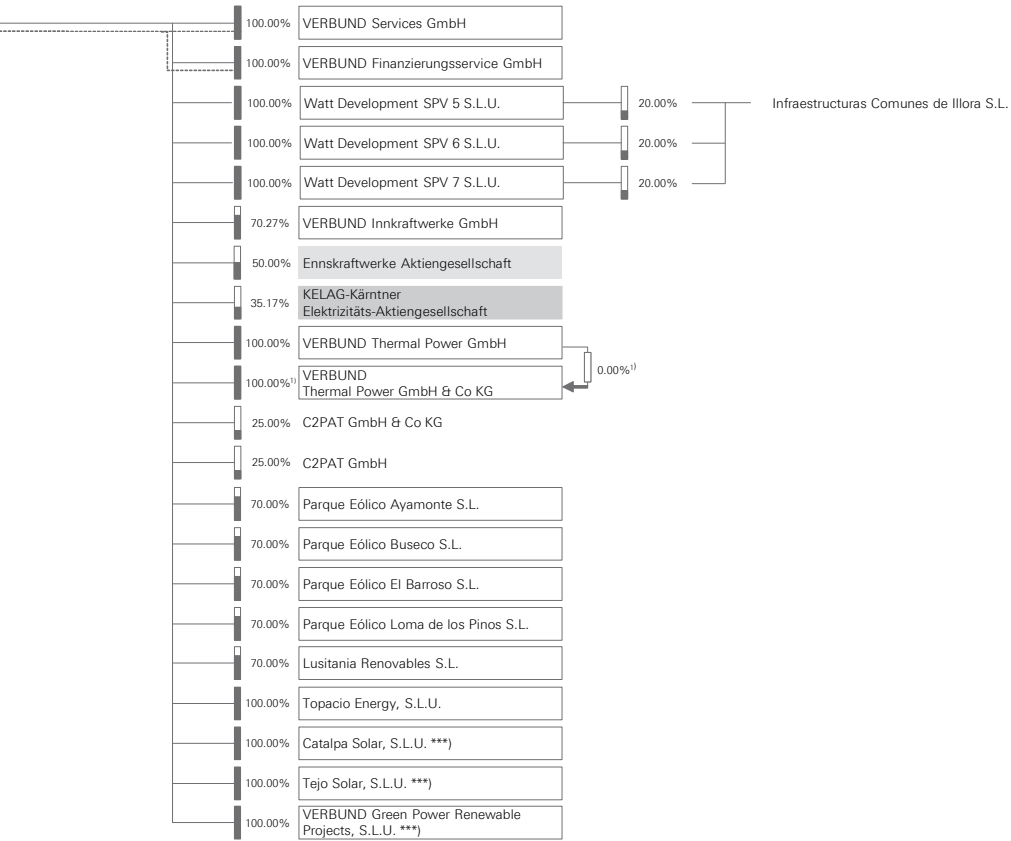 100.00% VERBUND Services GmbH
100.00% VERBUND Finanzierungsservice GmbH
100.00% Watt Development SPV 5 S.L.U. 20.00% Infraestructuras Comunes de Illora S.L.
100.00% Watt Development SPV 6 S.L.U. 20.00%
100.00% Watt Development SPV 7 S.L.U. 20.00%
70.27% VERBUND Innkraftwerke GmbH
50.00% Ennskraftwerke Aktiengesellschaft
35.17% KELAG-Kärntner
Elektrizitäts-Aktiengesellschaft
100.00% VERBUND Thermal Power GmbH
0.00%¹⁾
100.00%¹⁾ VERBUND
Thermal Power GmbH & Co KG
25.00% C2PAT GmbH & Co KG
25.00% C2PAT GmbH
70.00% Parque Eólico Ayamonte S.L.
70.00% Parque Eólico Buseco S.L.
70.00% Parque Eólico El Barroso S.L.
70.00% Parque Eólico Loma de los Pinos S.L.
70.00% Lusitania Renovables S.L.
100.00% Topacio Energy, S.L.U.
100.00% Catalpa Solar, S.L.U. ***)
100.00% Tejo Solar, S.L.U. ***)
100.00% VERBUND Green Power Renewable
Projects, S.L.U. ***)